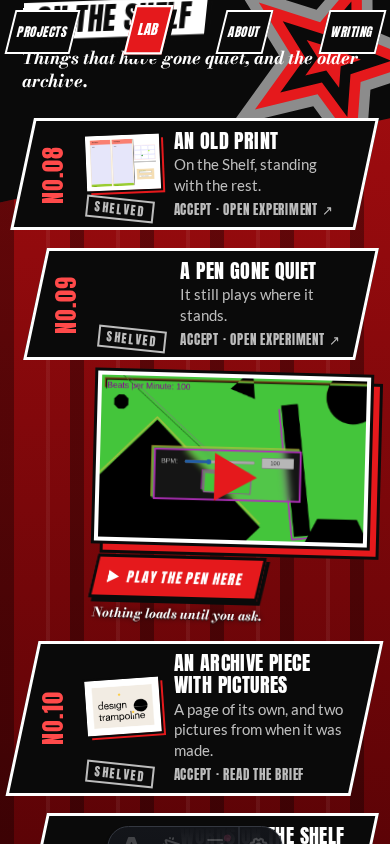 ON THE SHELF
PROJECTS
LAB
ABOUT
WRITING
Things that have gone quiet, and the older
archive.
NO.08
AN OLD PRINT
On the Shelf, standing
with the rest.
SHELVED
ACCEPT · OPEN EXPERIMENT ↗
NO.09
A PEN GONE QUIET
It still plays where it
stands.
SHELVED
ACCEPT · OPEN EXPERIMENT ↗
Beats per Minute: 100
BPM:
100
▶ PLAY THE PEN HERE
Nothing loads until you ask.
NO.10
AN ARCHIVE PIECE
WITH PICTURES
design
trampoline
A page of its own, and two
pictures from when it was
made.
SHELVED
ACCEPT · READ THE BRIEF
THE SHELF